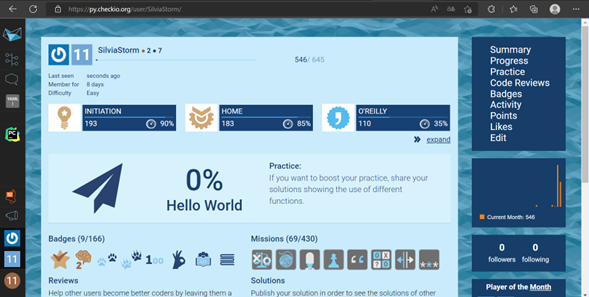 https://py.checkio.org/user/SilviaStorm/
11
SilviaStorm ● 2 ● 7
546/ 645
Last seen seconds ago
Member for 8 days
Difficulty Easy
INITIATION
193 90%
HOME
183 85%
O'REILLY
110 35%
expand
0%
Hello World
Practice:
If you want to boost your practice, share your
solutions showing the use of different
functions.
Badges (9/166)
2
100
Missions (69/430)
Reviews
Help other users become better coders by leaving them a
Solutions
Publish your solution in order to see the solutions of other
Summary
Progress
Practice
Code Reviews
Badges
Activity
Points
Likes
Edit
Current Month: 546
0 0
followers following
Player of the Month
PC
11
11